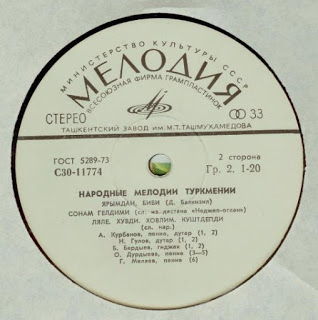 МИНИСТЕРСТВО КУЛЬТУРЫ СССР
МЕЛОДИЯ
ВСЕСОЮЗНАЯ ФИРМА ГРАМПЛАСТИНОК
СТЕРЕО
33
ТАШКЕНТСКИЙ ЗАВОД ИМ. М.Т. ТАШМУХАМЕДОВА
ГОСТ 5289-73
2 сторона
С30-11774
Гр. 2. 1-20
НАРОДНЫЕ МЕЛОДИИ ТУРКМЕНИИ
ЯРЫМДАН, БИБИ (Д. Байлиния)
СОНАМ ГЕЛДИМИ (сл. из дестана «Неджеп-оглан»)
ЛЯЛЕ. ХУВДИ. ХОВЛИМ. КУШТДЕПДИ
(сл. нар.)
А. Курбанов, пение, дутар (1, 2)
Н. Гулов, дутар (1, 2)
Б. Бердыев, гиджак (1, 2)
О. Дурдыева, пение (3—5)
Г. Меляев, пение (6)